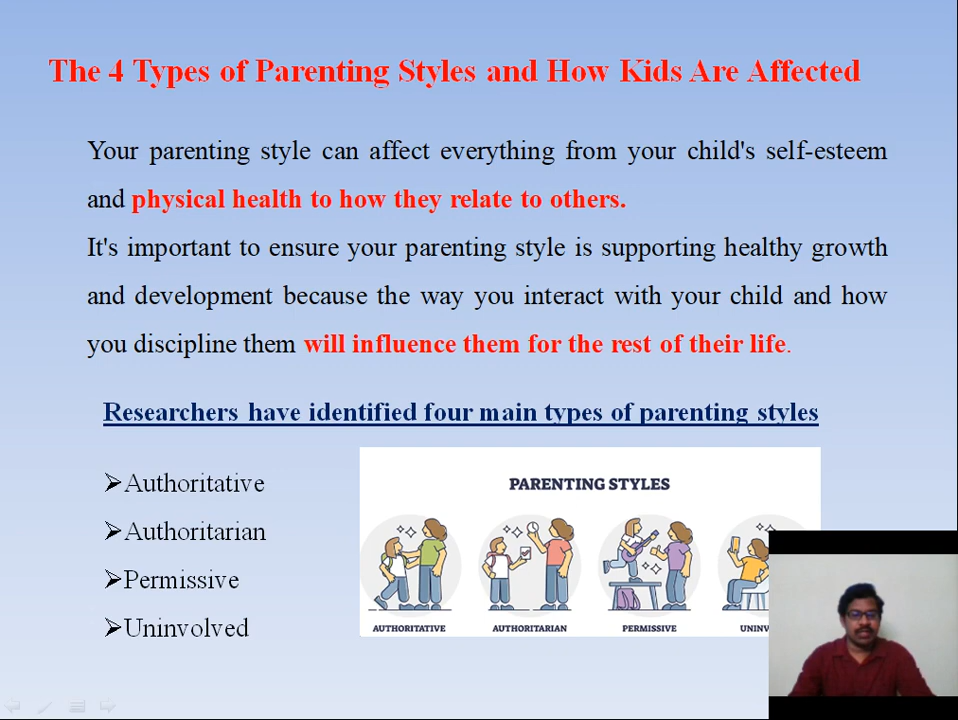 The 4 Types of Parenting Styles and How Kids Are Affected
Your parenting style can affect everything from your child's self-esteem
and physical health to how they relate to others.
It's important to ensure your parenting style is supporting healthy growth
and development because the way you interact with your child and how
you discipline them will influence them for the rest of their life.
Researchers have identified four main types of parenting styles
➢Authoritative
➢Authoritarian
➢Permissive
➢Uninvolved
PARENTING STYLES
AUTHORITATIVE AUTHORITARIAN PERMISSIVE